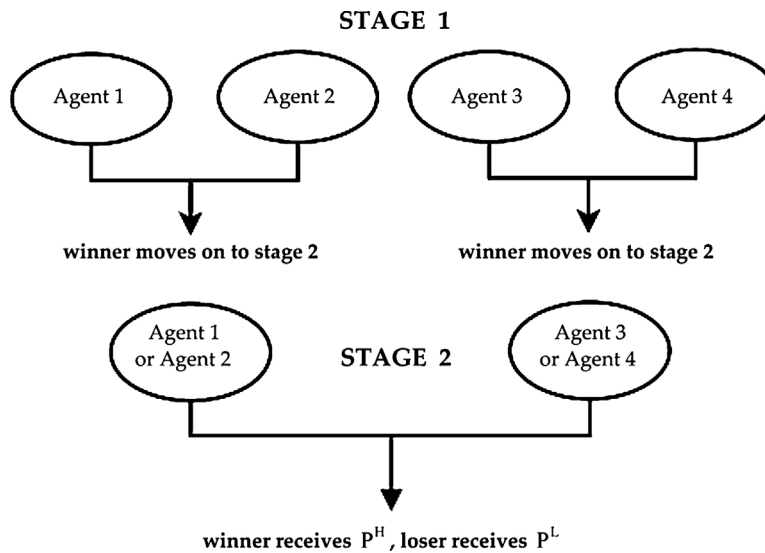 STAGE 1
Agent 1
Agent 2
Agent 3
Agent 4
winner moves on to stage 2
winner moves on to stage 2
Agent 1
or Agent 2
STAGE 2
Agent 3
or Agent 4
winner receives P^H, loser receives P^L